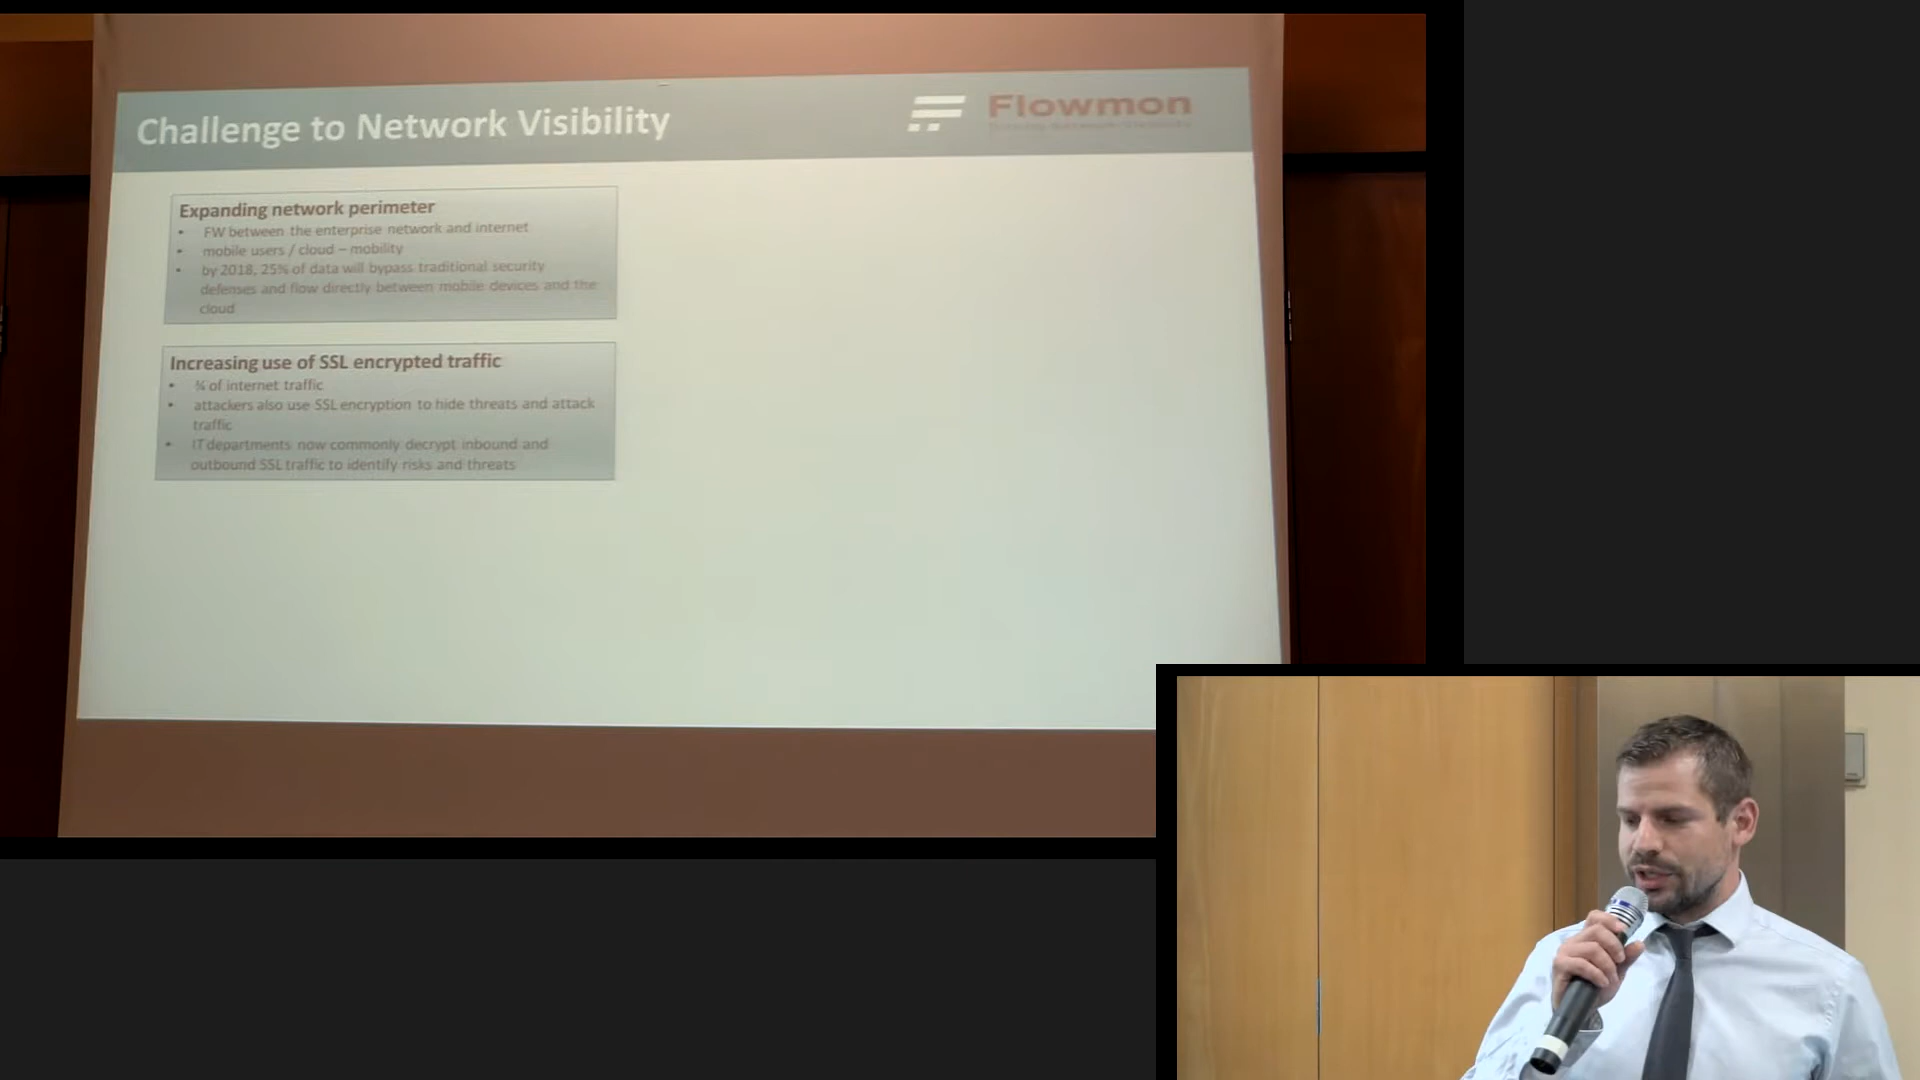 Challenge to Network Visibility
Flowmon
Expanding network perimeter
• FW between the enterprise network and internet
• mobile users / cloud – mobility
• by 2018, 25% of data will bypass traditional security
defenses and flow directly between mobile devices and the
cloud
Increasing use of SSL encrypted traffic
• ¾ of internet traffic
• attackers also use SSL encryption to hide threats and attack
traffic
• IT departments now commonly decrypt inbound and
outbound SSL traffic to identify risks and threats